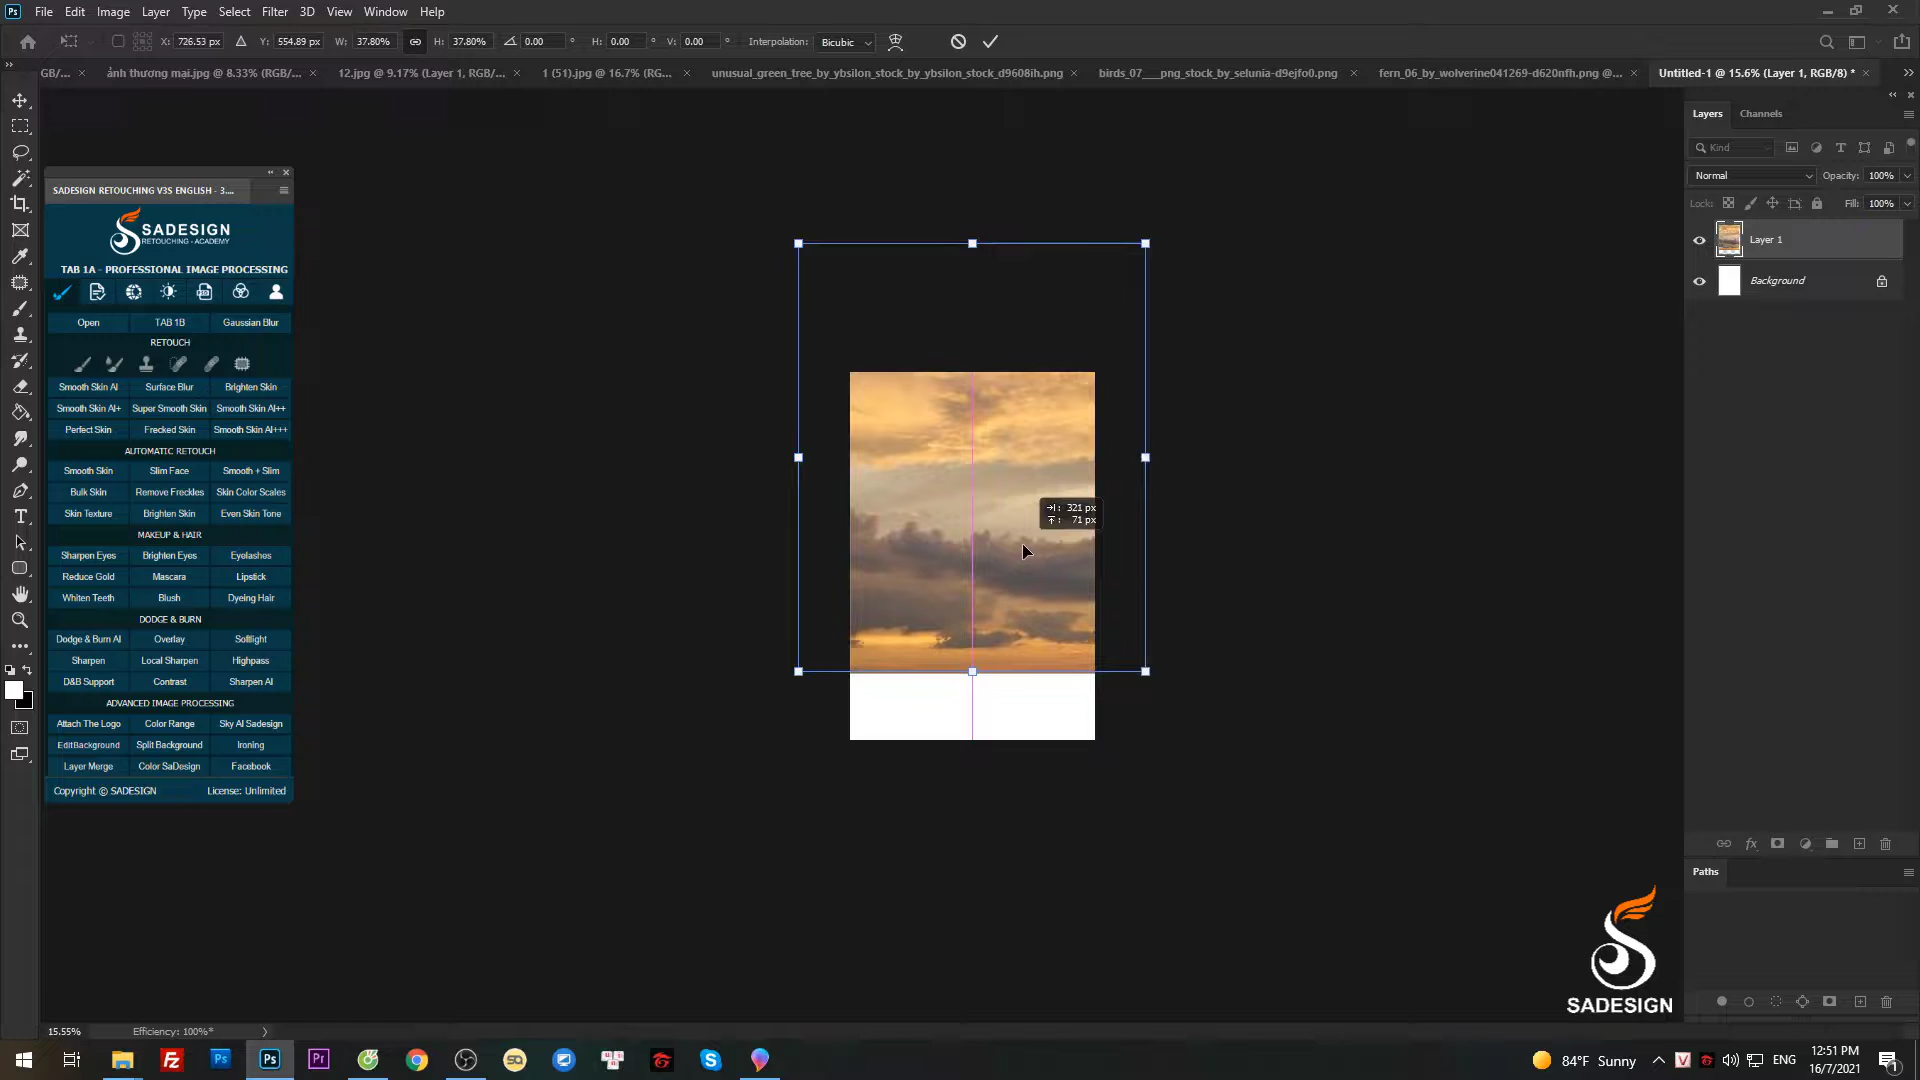 Ps File Edit Image Layer Type Select Filter 3D View Window Help
X: 726.53 px Y: 554.89 px W: 37.80% H: 37.80% 0.00 ° H: 0.00 ° V: 0.00 ° Interpolation: Bicubic
GB/... × ảnh thương mại.jpg @ 8.33% (RGB/... × 12.jpg @ 9.17% (Layer 1, RGB/... × 1 (51).jpg @ 16.7% (RG... × unusual_green_tree_by_ybsilon_stock_by_ybsilon_stock_d9608ih.png × birds_07___png_stock_by_selunia-d9ejfo0.png × fern_06_by_wolverine041269-d620nfh.png @... × Untitled-1 @ 15.6% (Layer 1, RGB/8) * ×
SADESIGN RETOUCHING V3S ENGLISH - 3....
SADESIGN
RETOUCHING - ACADEMY
TAB 1A - PROFESSIONAL IMAGE PROCESSING
Open TAB 1B Gaussian Blur
RETOUCH
Smooth Skin AI Surface Blur Brighten Skin
Smooth Skin AI+ Super Smooth Skin Smooth Skin AI++
Perfect Skin Frecked Skin Smooth Skin AI+++
AUTOMATIC RETOUCH
Smooth Skin Slim Face Smooth + Slim
Bulk Skin Remove Freckles Skin Color Scales
Skin Texture Brighten Skin Even Skin Tone
MAKEUP & HAIR
Sharpen Eyes Brighten Eyes Eyelashes
Reduce Gold Mascara Lipstick
Whiten Teeth Blush Dyeing Hair
DODGE & BURN
Dodge & Burn AI Overlay Softlight
Sharpen Local Sharpen Highpass
D&B Support Contrast Sharpen AI
ADVANCED IMAGE PROCESSING
Attach The Logo Color Range Sky AI Sadesign
EditBackground Split Background Ironing
Layer Merge Color SaDesign Facebook
Copyright © SADESIGN License: Unlimited
321 px
71 px
Layers Channels
Kind
Normal Opacity: 100%
Lock: Fill: 100%
Layer 1
Background
Paths
SADESIGN
15.55% Efficiency: 100%*
84°F Sunny ENG 12:51 PM
16/7/2021